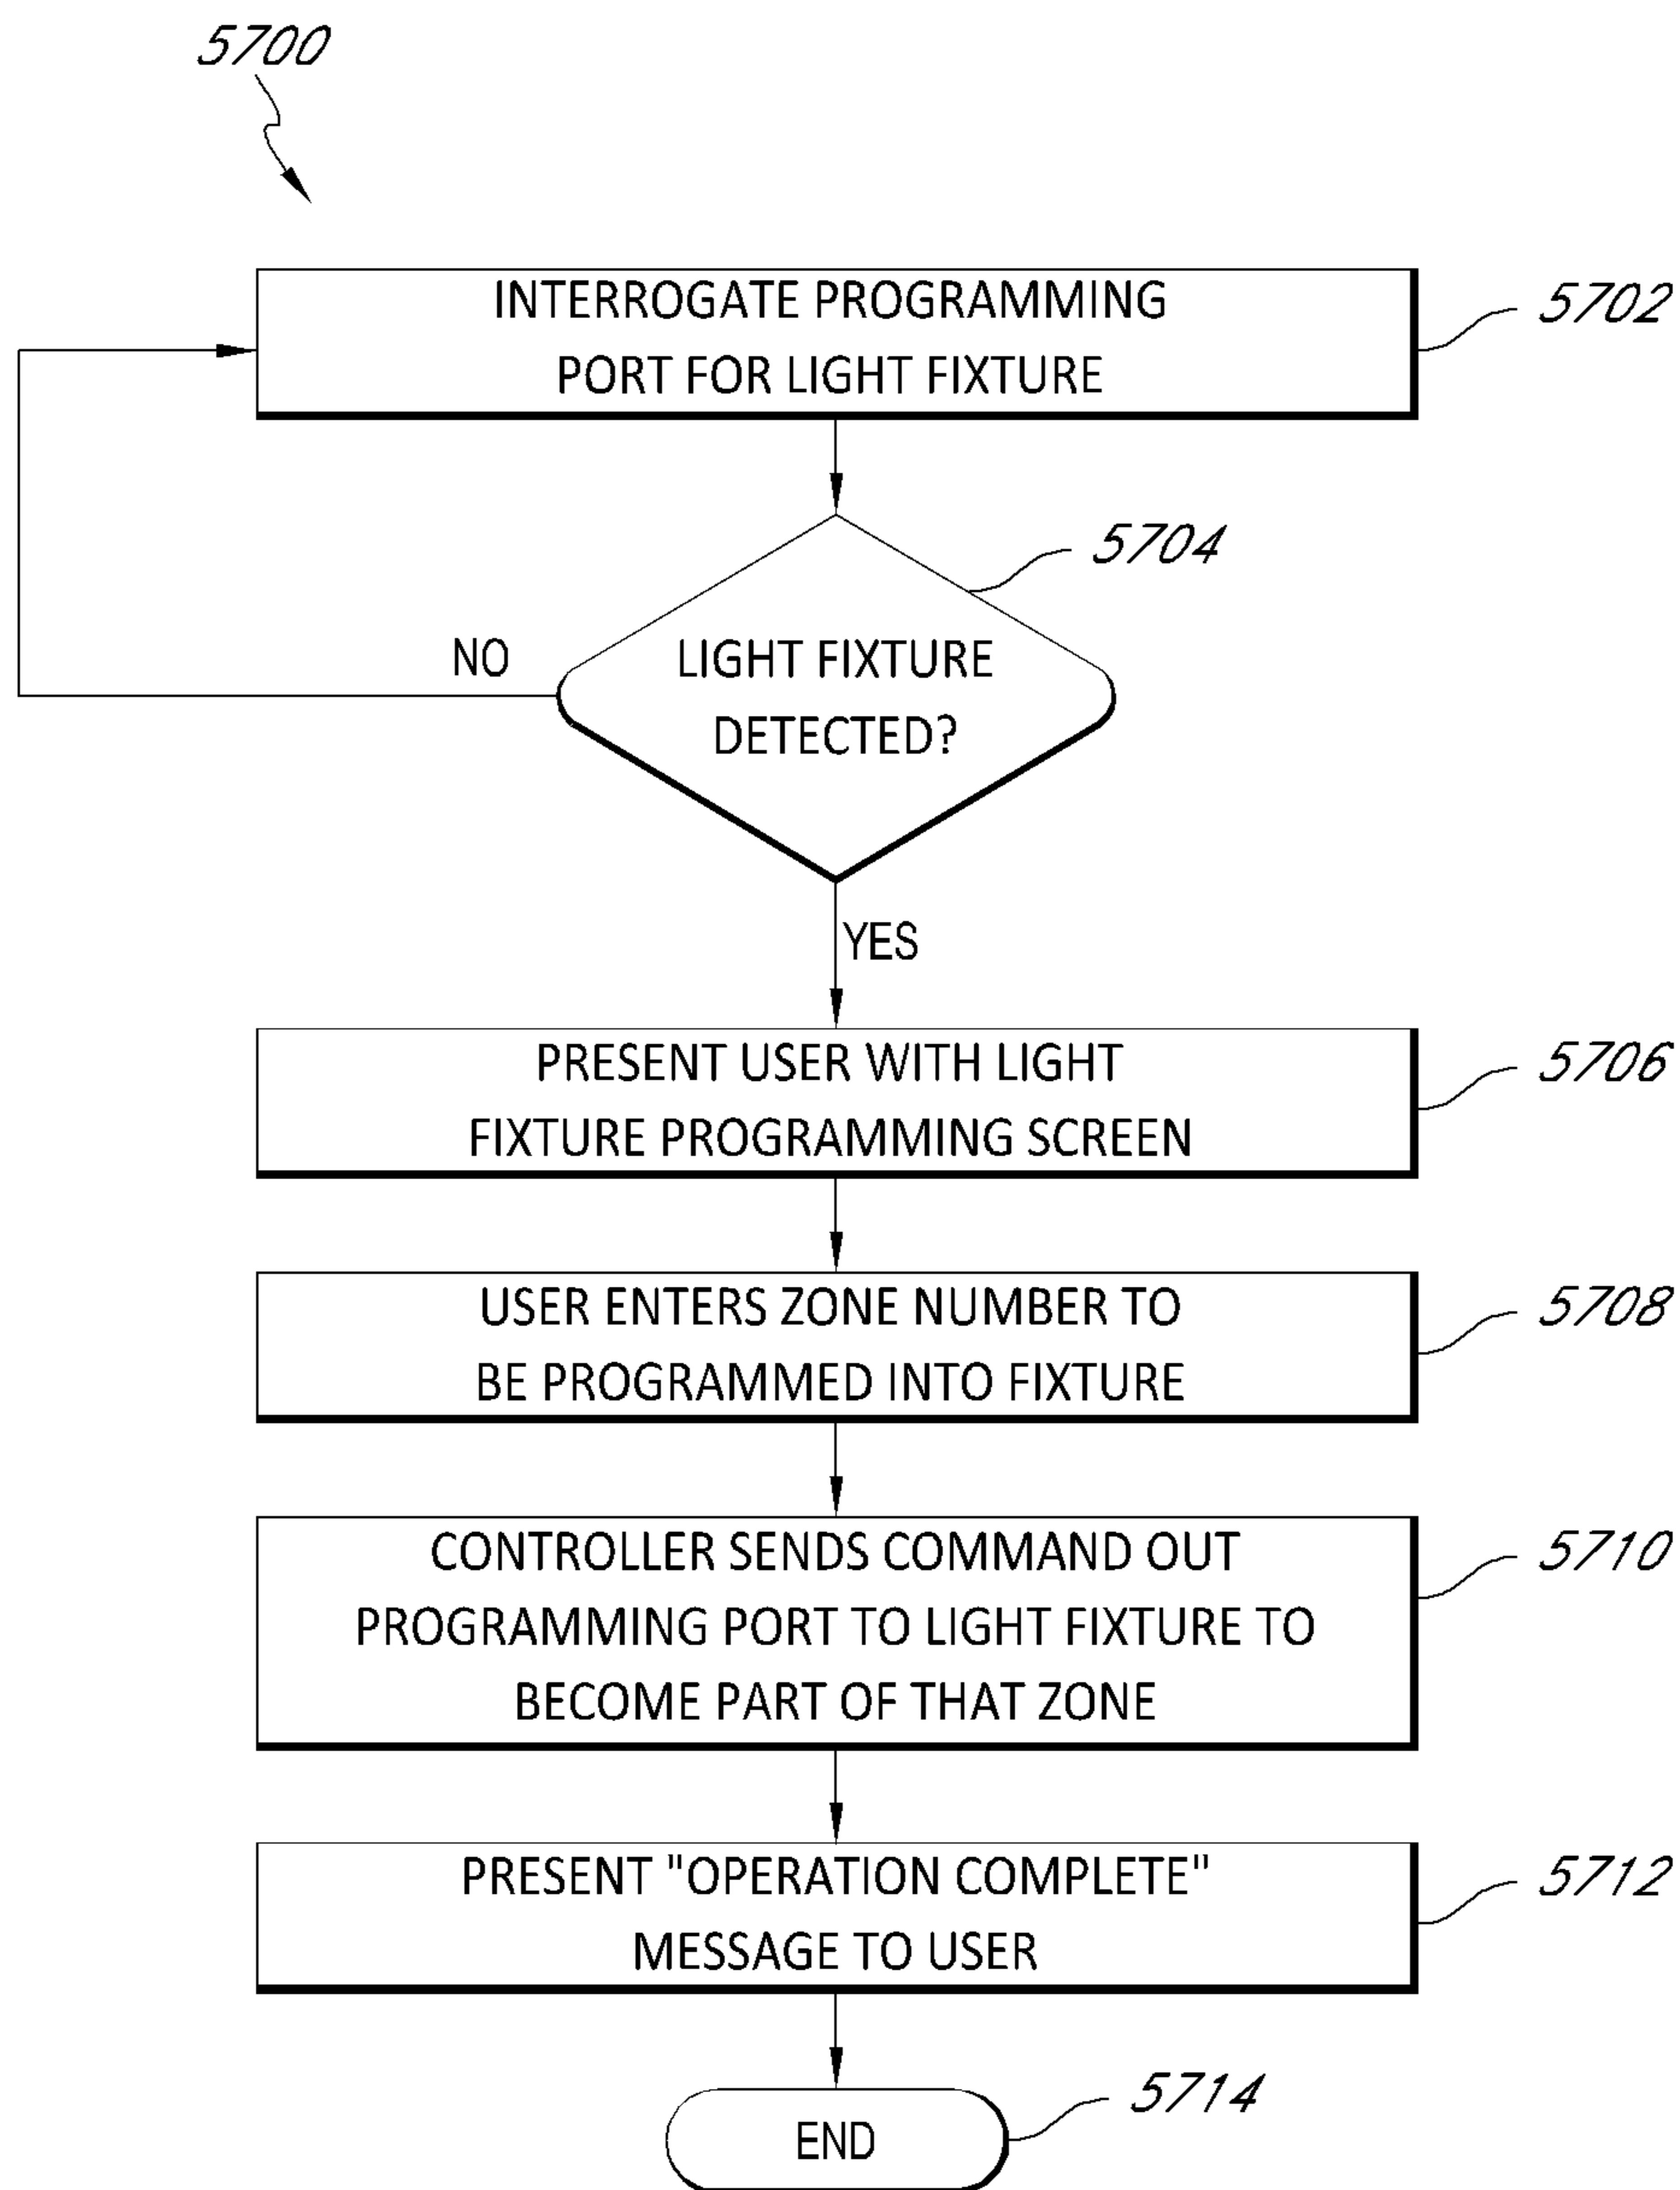 5700
INTERROGATE PROGRAMMING
PORT FOR LIGHT FIXTURE
5702
5704
LIGHT FIXTURE
DETECTED?
NO
YES
PRESENT USER WITH LIGHT
FIXTURE PROGRAMMING SCREEN
5706
USER ENTERS ZONE NUMBER TO
BE PROGRAMMED INTO FIXTURE
5708
CONTROLLER SENDS COMMAND OUT
PROGRAMMING PORT TO LIGHT FIXTURE TO
BECOME PART OF THAT ZONE
5710
PRESENT "OPERATION COMPLETE"
MESSAGE TO USER
5712
END
5714